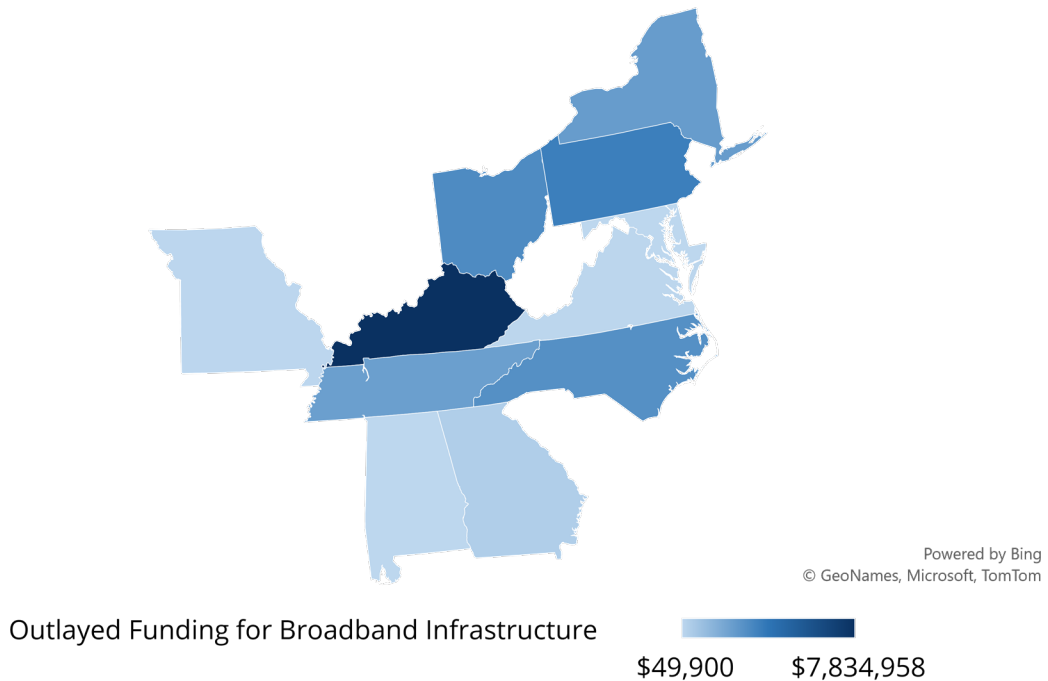 Powered by Bing
© GeoNames, Microsoft, TomTom
Outlayed Funding for Broadband Infrastructure
$49,900 $7,834,958